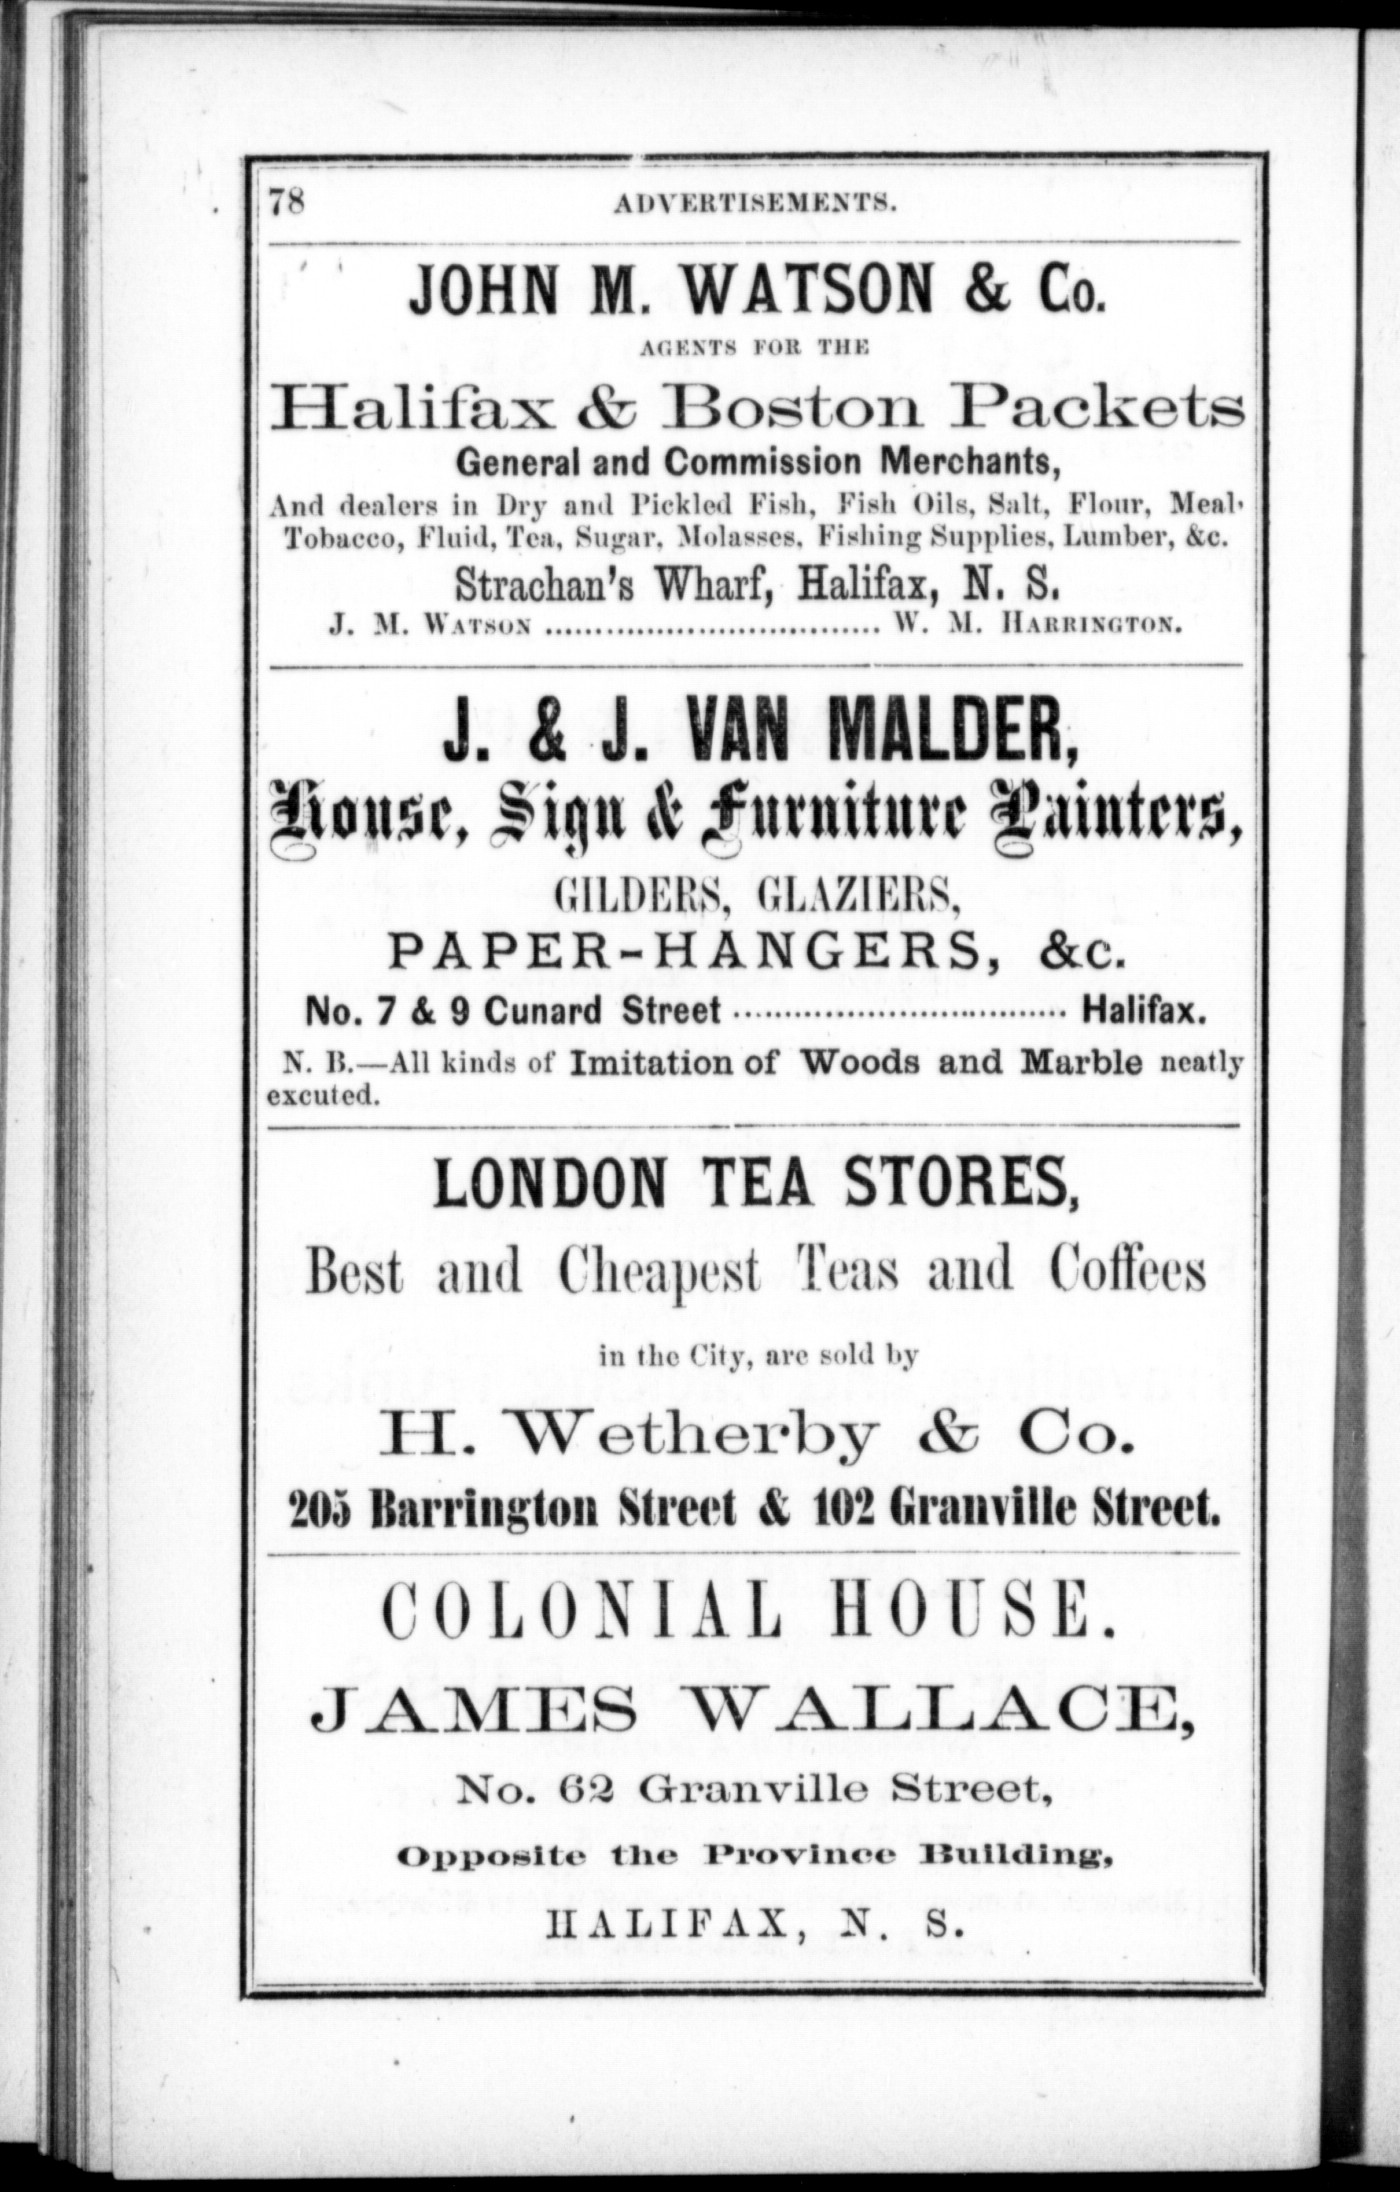 78 ADVERTISEMENTS.
JOHN M. WATSON & Co.
AGENTS FOR THE
Halifax & Boston Packets
General and Commission Merchants,
And dealers in Dry and Pickled Fish, Fish Oils, Salt, Flour, Meal,
Tobacco, Fluid, Tea, Sugar, Molasses, Fishing Supplies, Lumber, &c.
Strachan's Wharf, Halifax, N. S.
J. M. WATSON ................................. W. M. HARRINGTON.
J. & J. VAN MALDER,
House, Sign & Furniture Painters,
GILDERS, GLAZIERS,
PAPER-HANGERS, &c.
No. 7 & 9 Cunard Street ................................. Halifax.
N. B.—All kinds of Imitation of Woods and Marble neatly
excuted.
LONDON TEA STORES,
Best and Cheapest Teas and Coffees
in the City, are sold by
H. Wetherby & Co.
205 Barrington Street & 102 Granville Street.
COLONIAL HOUSE.
JAMES WALLACE,
No. 62 Granville Street,
Opposite the Province Building,
HALIFAX, N. S.